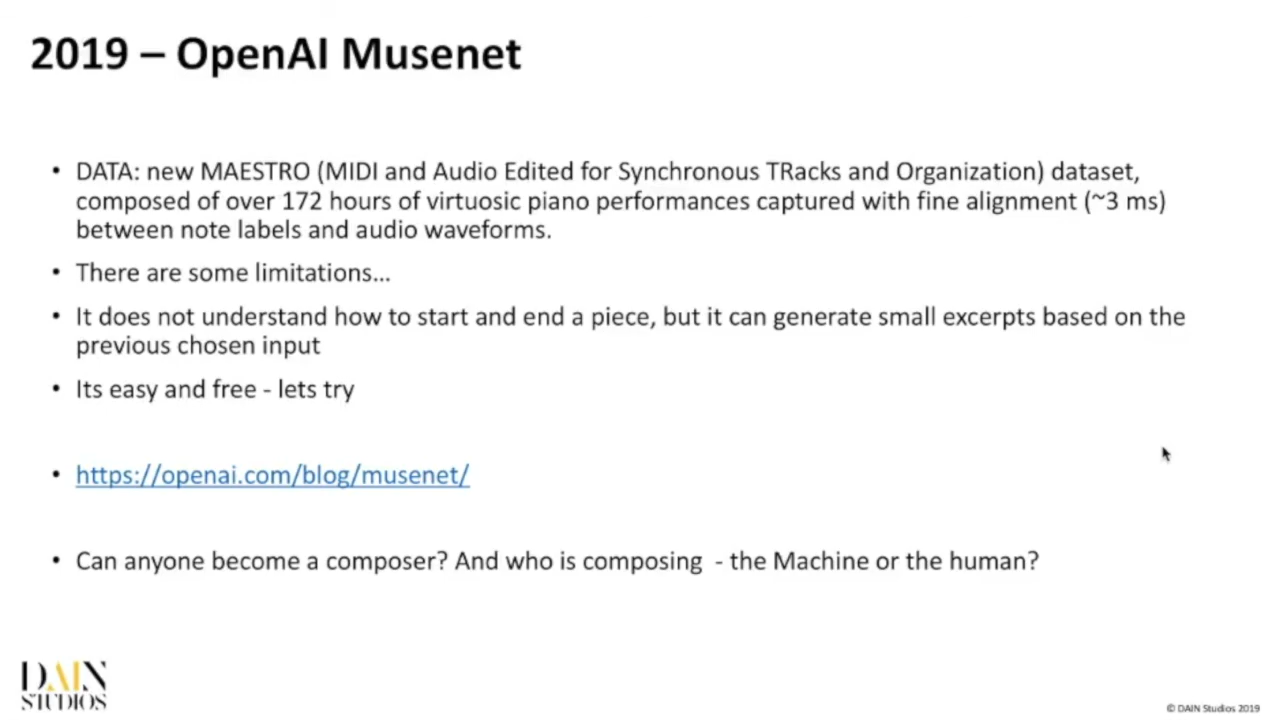 2019 – OpenAI Musenet
• DATA: new MAESTRO (MIDI and Audio Edited for Synchronous TRacks and Organization) dataset,
composed of over 172 hours of virtuosic piano performances captured with fine alignment (~3 ms)
between note labels and audio waveforms.
• There are some limitations...
• It does not understand how to start and end a piece, but it can generate small excerpts based on the
previous chosen input
• Its easy and free - lets try
• https://openai.com/blog/musenet/
• Can anyone become a composer? And who is composing  - the Machine or the human?
DAIN
STUDIOS
© DAIN Studios 2019